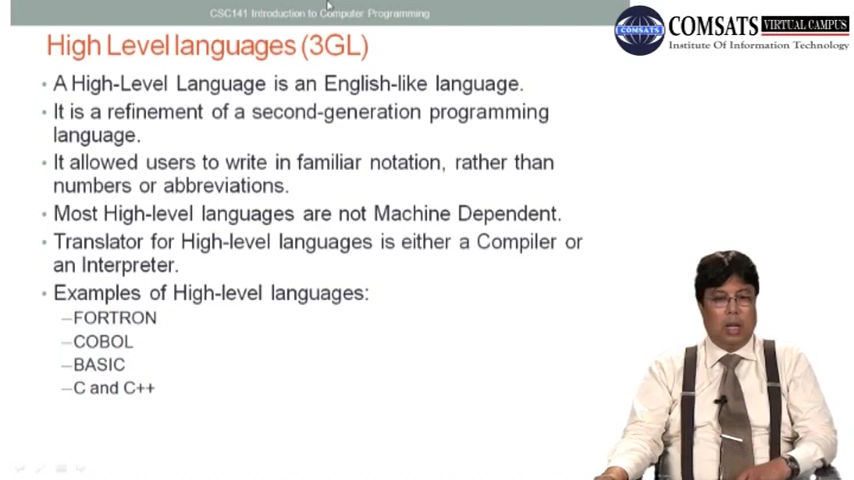 CSC141 Introduction to Computer Programming
COMSATS VIRTUAL CAMPUS
COMSATS
Institute Of Information Technology
High Level languages (3GL)
• A High-Level Language is an English-like language.
• It is a refinement of a second-generation programming
language.
• It allowed users to write in familiar notation, rather than
numbers or abbreviations.
• Most High-level languages are not Machine Dependent.
• Translator for High-level languages is either a Compiler or
an Interpreter.
• Examples of High-level languages:
–FORTRON
–COBOL
–BASIC
–C and C++